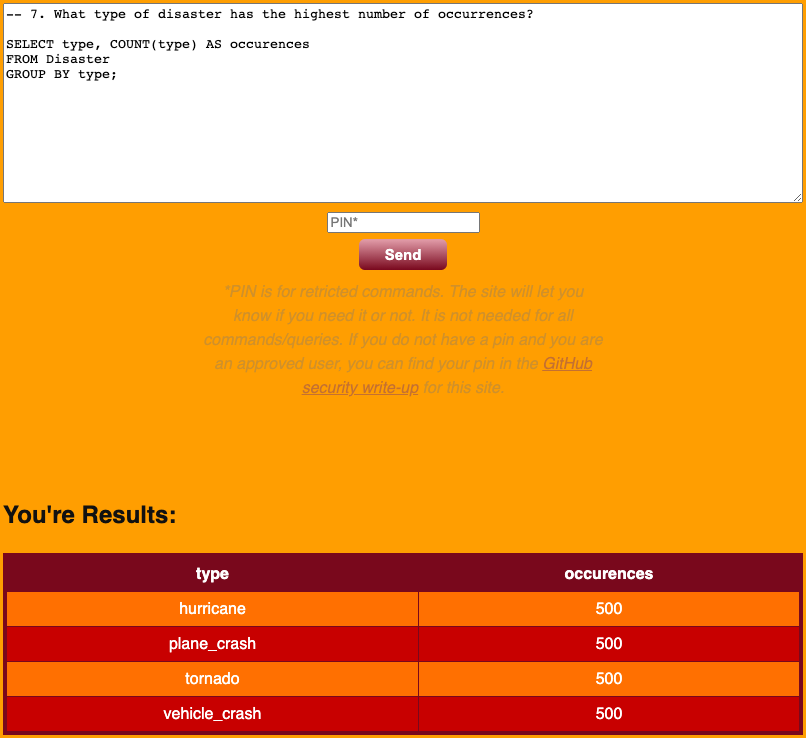 -- 7. What type of disaster has the highest number of occurrences?
SELECT type, COUNT(type) AS occurences
FROM Disaster
GROUP BY type;
PIN*
Send
*PIN is for retricted commands. The site will let you
know if you need it or not. It is not needed for all
commands/queries. If you do not have a pin and you are
an approved user, you can find your pin in the GitHub
security write-up for this site.
You're Results:
type occurences
hurricane 500
plane_crash 500
tornado 500
vehicle_crash 500